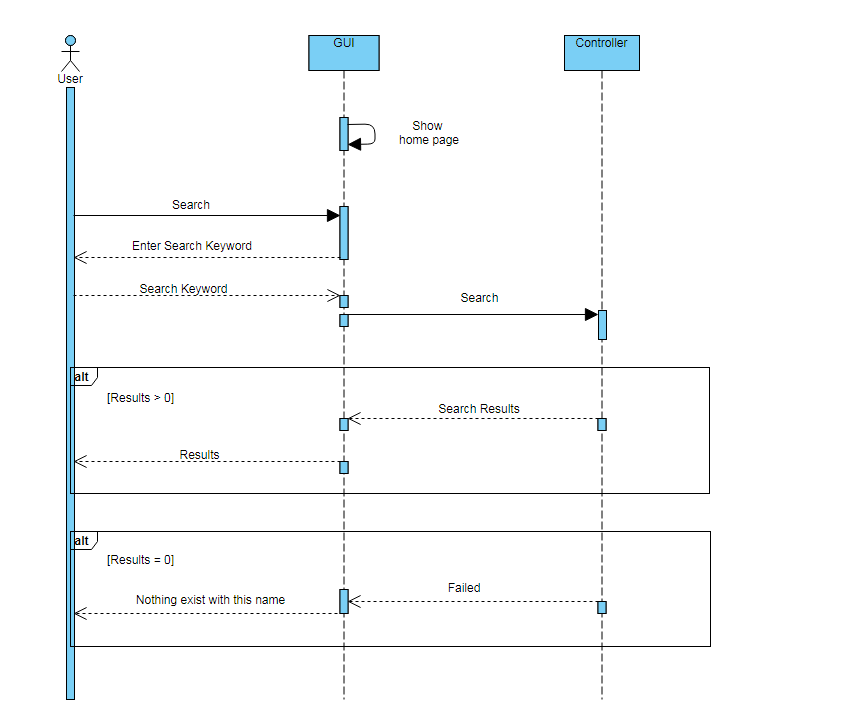 User
GUI
Controller
Show
home page
Search
Enter Search Keyword
Search Keyword
Search
alt
[Results > 0]
Search Results
Results
alt
[Results = 0]
Failed
Nothing exist with this name